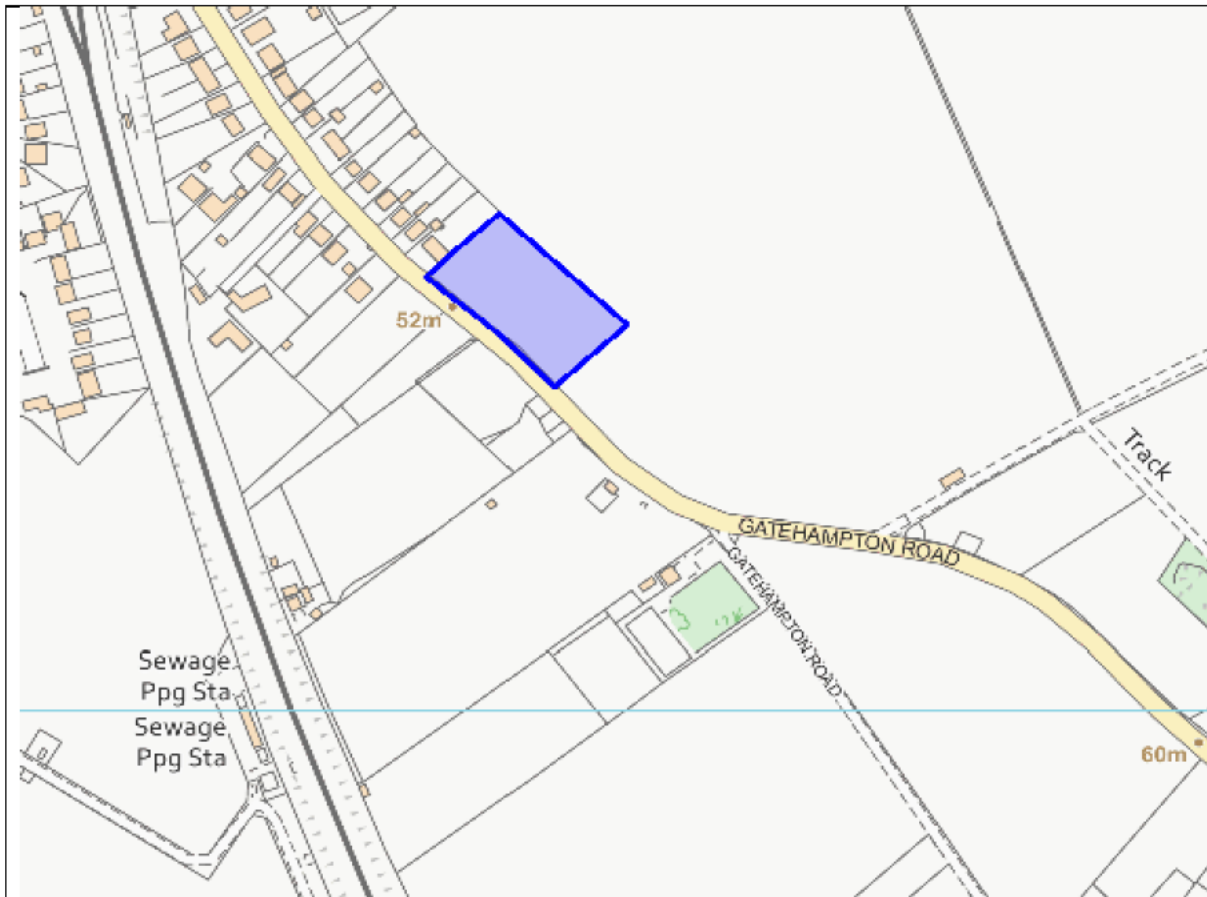 52m
Track
GATEHAMPTON ROAD
GATEHAMPTON ROAD
Sewage
Ppg Sta
Sewage
Ppg Sta
60m